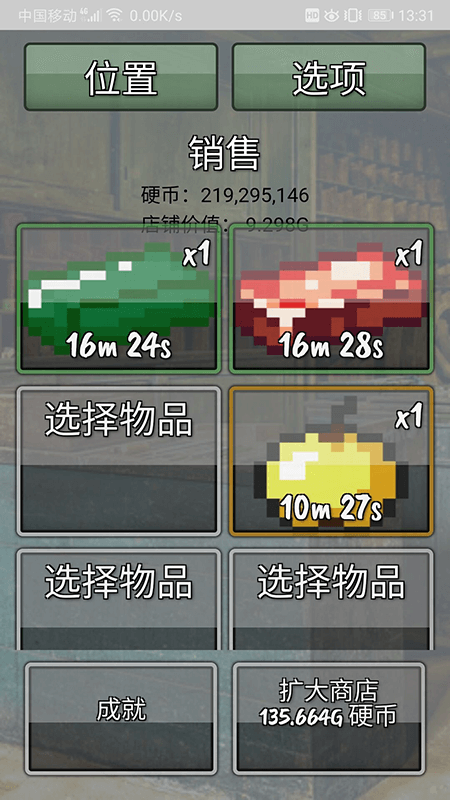 中国移动 4G 0.00K/s HD 85 13:31
位置 选项
销售
硬币：219,295,146
店铺价值： 9.298G
x1 x1
16m 24s 16m 28s
选择物品 x1
10m 27s
选择物品 选择物品
成就 扩大商店
135.664G 硬币